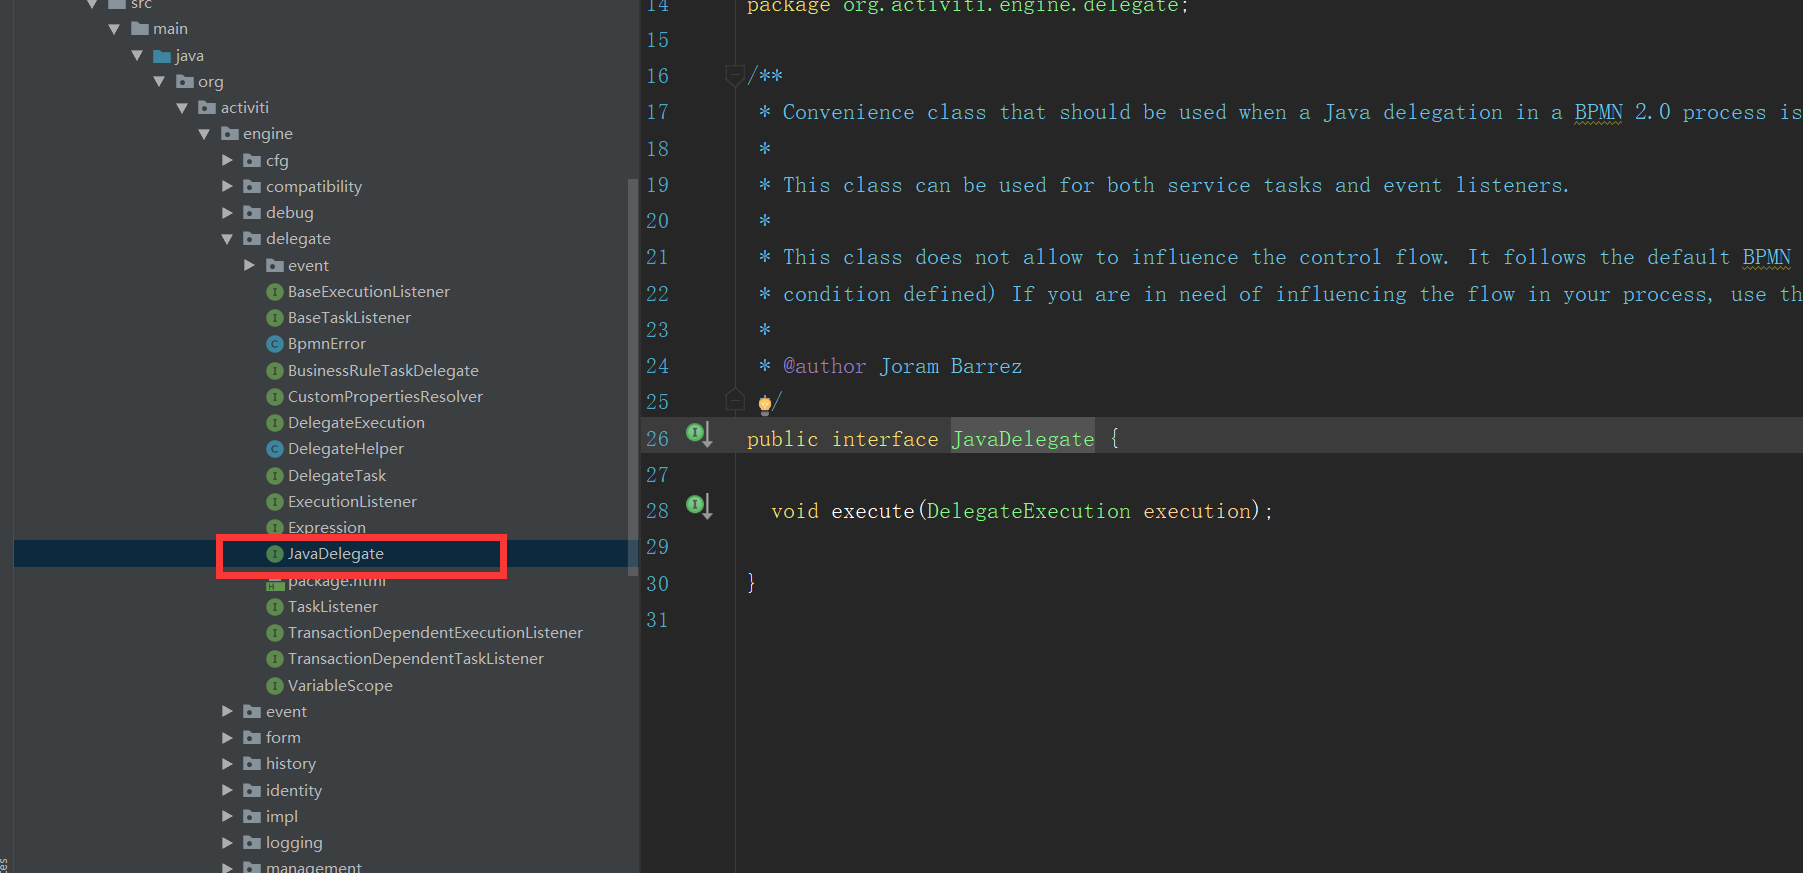 src
main
java
org
activiti
engine
cfg
compatibility
debug
delegate
event
BaseExecutionListener
BaseTaskListener
BpmnError
BusinessRuleTaskDelegate
CustomPropertiesResolver
DelegateExecution
DelegateHelper
DelegateTask
ExecutionListener
Expression
JavaDelegate
package.html
TaskListener
TransactionDependentExecutionListener
TransactionDependentTaskListener
VariableScope
event
form
history
identity
impl
logging
management
14 package org.activiti.engine.delegate;
15
16 /**
17 * Convenience class that should be used when a Java delegation in a BPMN 2.0 process is
18 *
19 * This class can be used for both service tasks and event listeners.
20 *
21 * This class does not allow to influence the control flow. It follows the default BPMN
22 * condition defined) If you are in need of influencing the flow in your process, use th
23 *
24 * @author Joram Barrez
25 */
26 public interface JavaDelegate {
27
28 void execute(DelegateExecution execution);
29
30 }
31